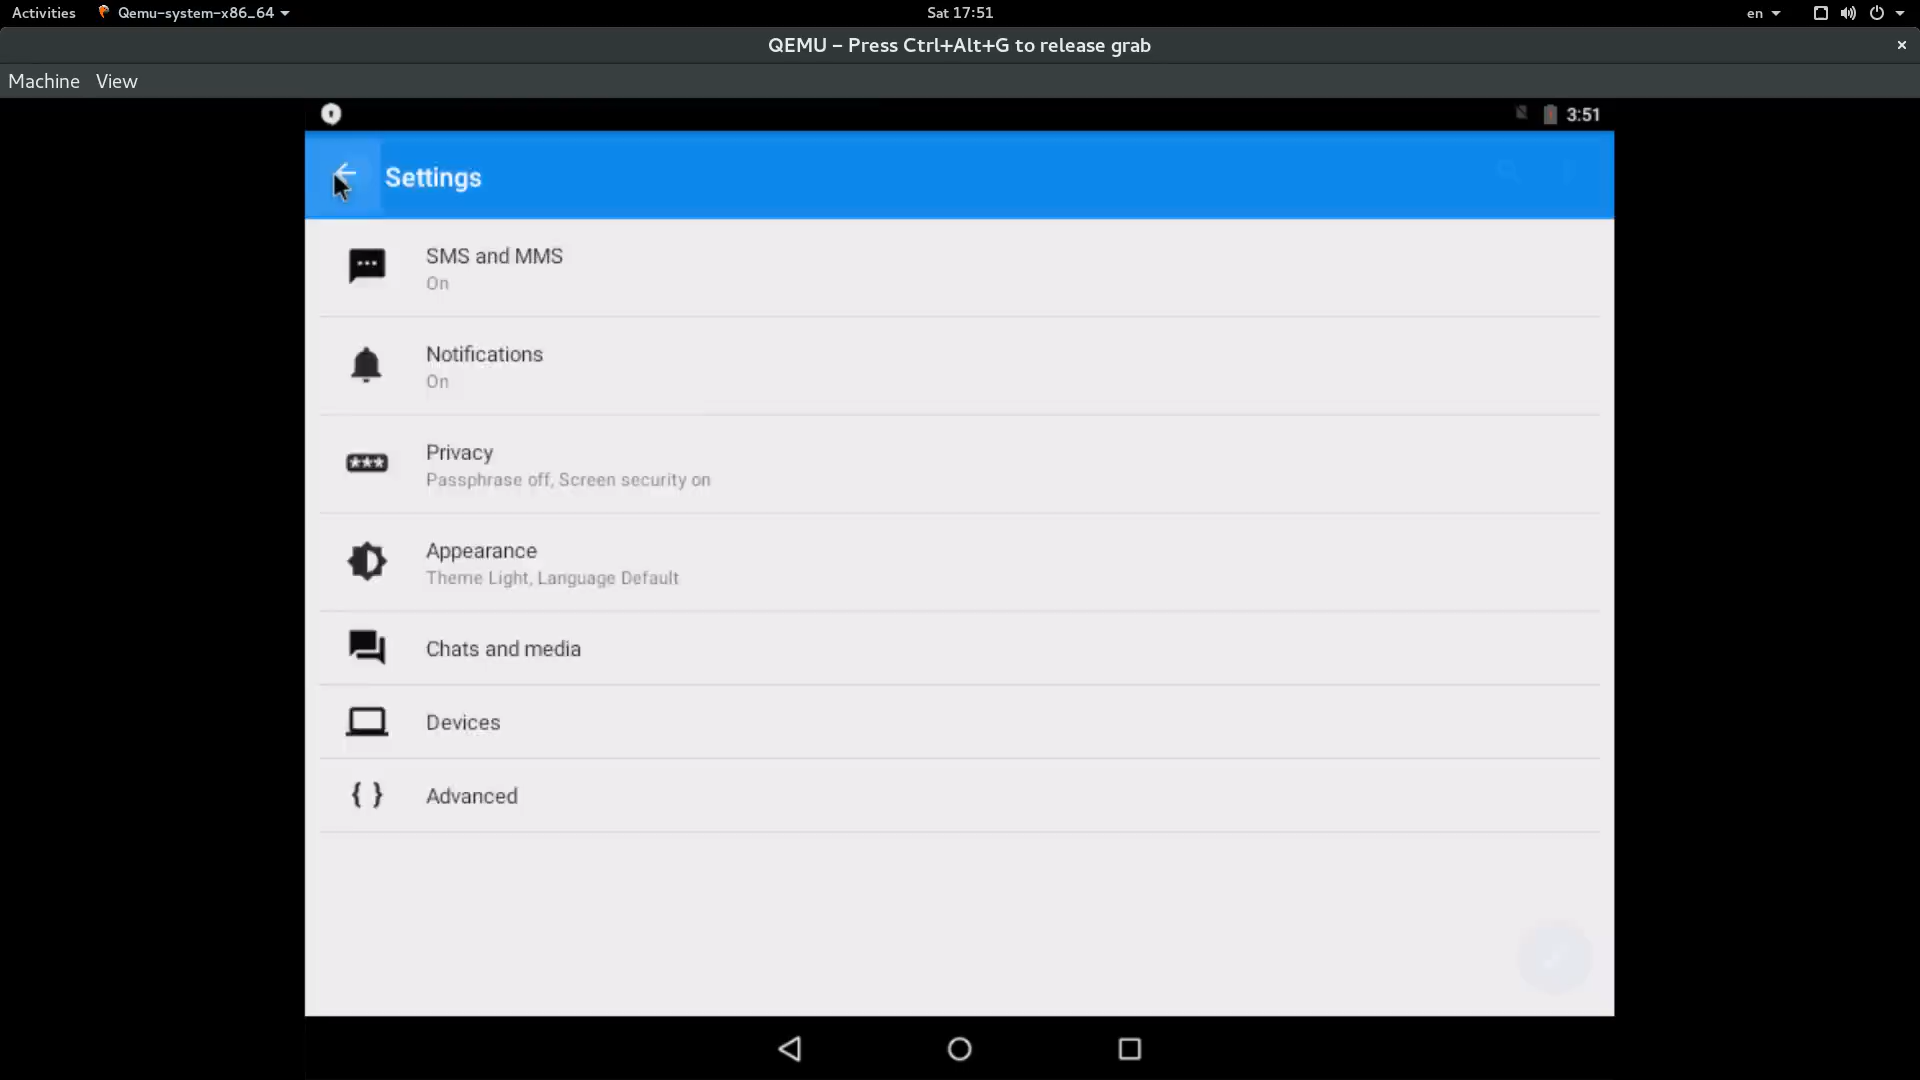 Activities Qemu-system-x86_64 Sat 17:51 en
QEMU – Press Ctrl+Alt+G to release grab ×
Machine View
3:51
Settings
SMS and MMS
On
Notifications
On
Privacy
Passphrase off, Screen security on
Appearance
Theme Light, Language Default
Chats and media
Devices
{ } Advanced